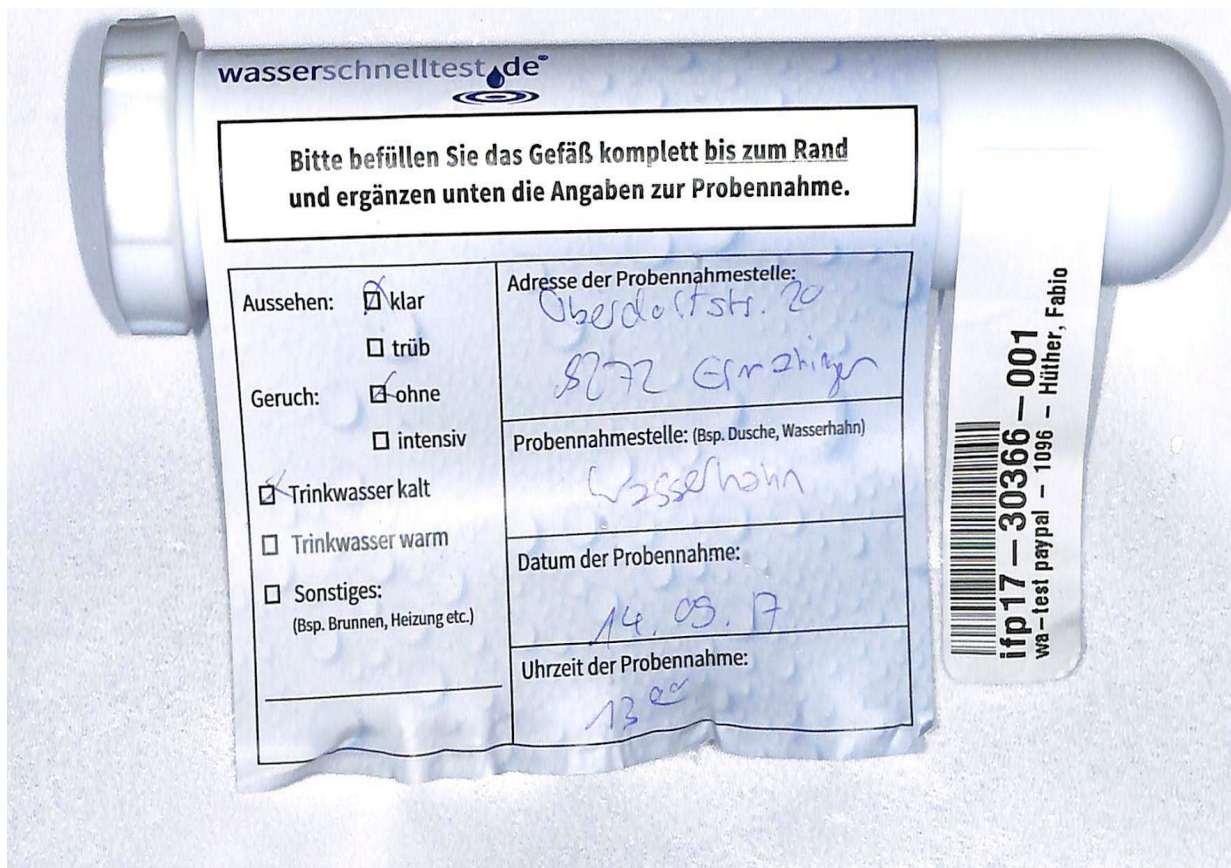 wasserschnelltest.de
Bitte befüllen Sie das Gefäß komplett bis zum Rand
und ergänzen unten die Angaben zur Probennahme.
Aussehen: klar
trüb
Geruch: ohne
intensiv
Trinkwasser kalt
Trinkwasser warm
Sonstiges:
(Bsp. Brunnen, Heizung etc.)
Adresse der Probennahmestelle:
20
8272 Ermatingen
Probennahmestelle: (Bsp. Dusche, Wasserhahn)
Wasserhahn
Datum der Probennahme:
14.09.17
Uhrzeit der Probennahme:
13 00
ifp17-30366-001
wa-test paypal - 1096 - Hüther, Fabio